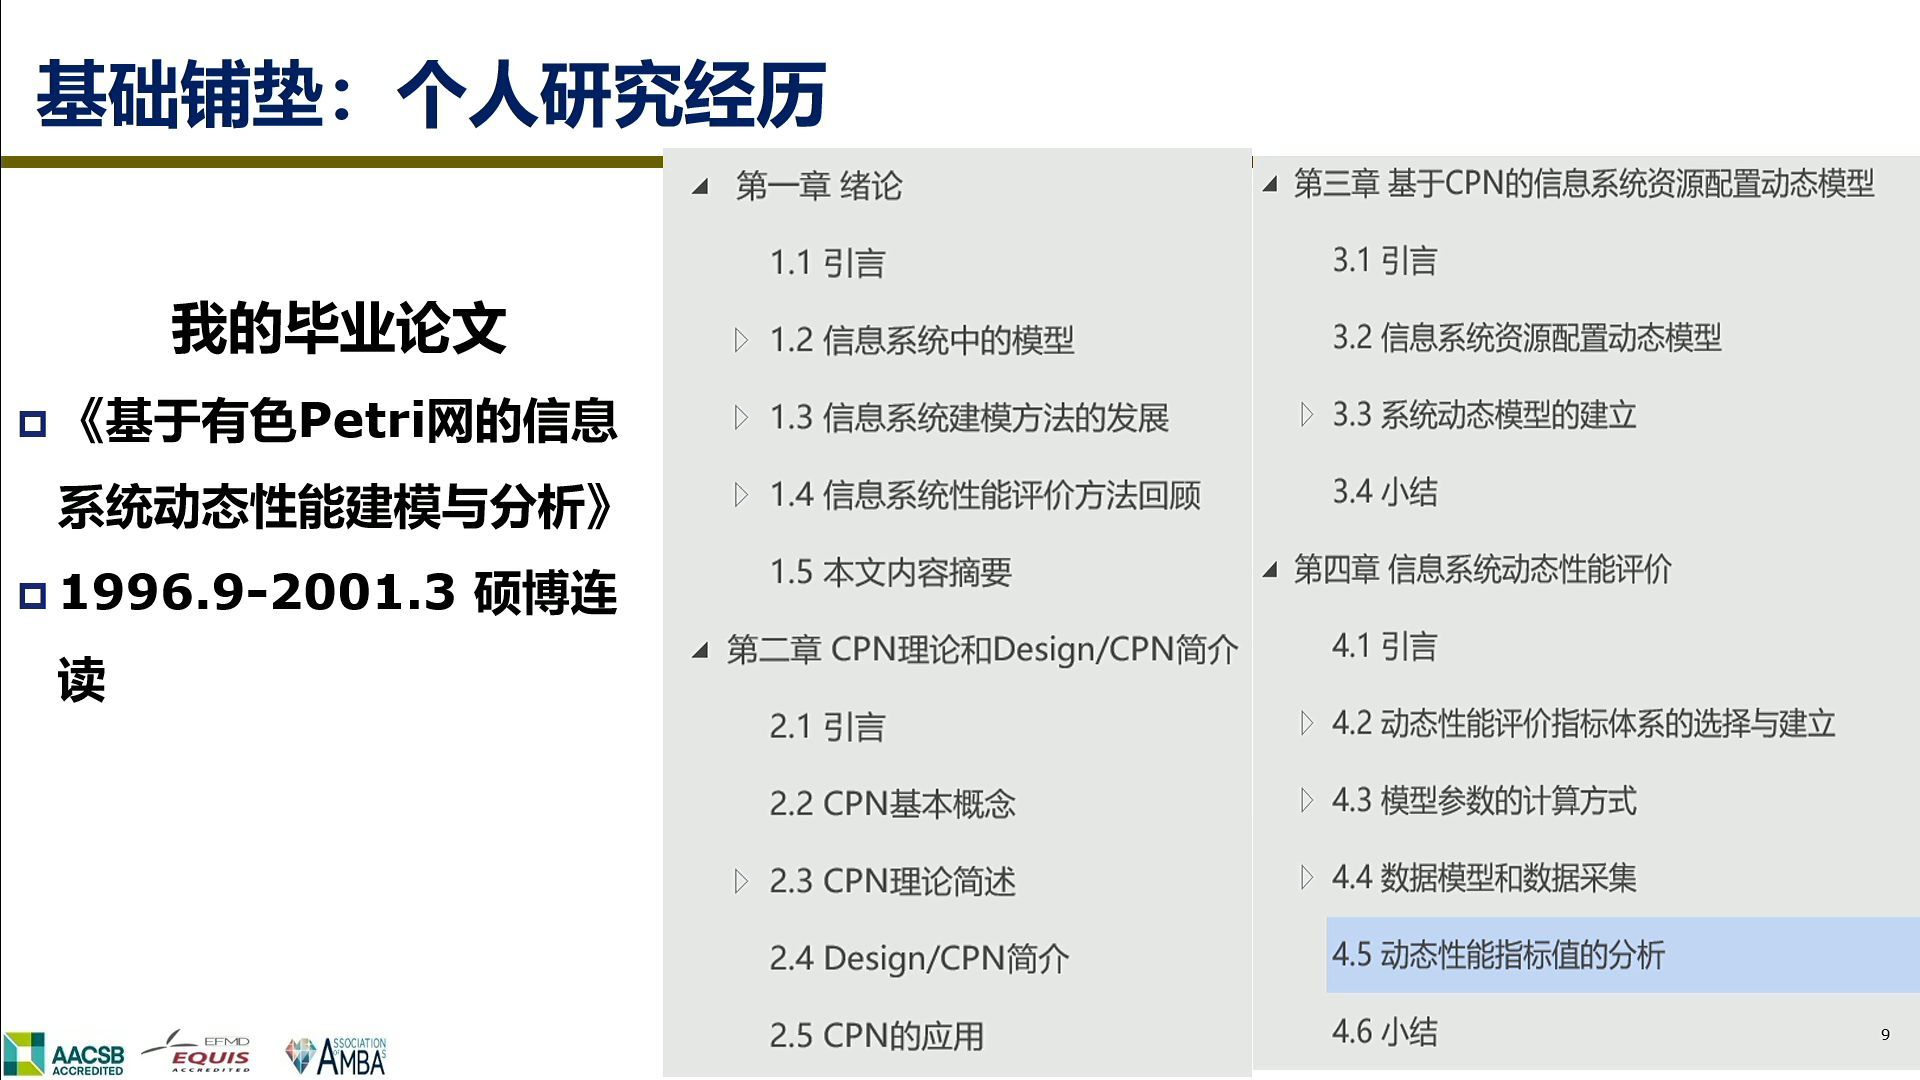 基础铺垫：个人研究经历
我的毕业论文
《基于有色Petri网的信息
系统动态性能建模与分析》
1996.9-2001.3 硕博连
读
第一章 绪论
1.1 引言
1.2 信息系统中的模型
1.3 信息系统建模方法的发展
1.4 信息系统性能评价方法回顾
1.5 本文内容摘要
第二章 CPN理论和Design/CPN简介
2.1 引言
2.2 CPN基本概念
2.3 CPN理论简述
2.4 Design/CPN简介
2.5 CPN的应用
第三章 基于CPN的信息系统资源配置动态模型
3.1 引言
3.2 信息系统资源配置动态模型
3.3 系统动态模型的建立
3.4 小结
第四章 信息系统动态性能评价
4.1 引言
4.2 动态性能评价指标体系的选择与建立
4.3 模型参数的计算方式
4.4 数据模型和数据采集
4.5 动态性能指标值的分析
4.6 小结
AACSB
ACCREDITED
EFMD
EQUIS
ACCREDITED
ASSOCIATION
OF
AMBAs
9